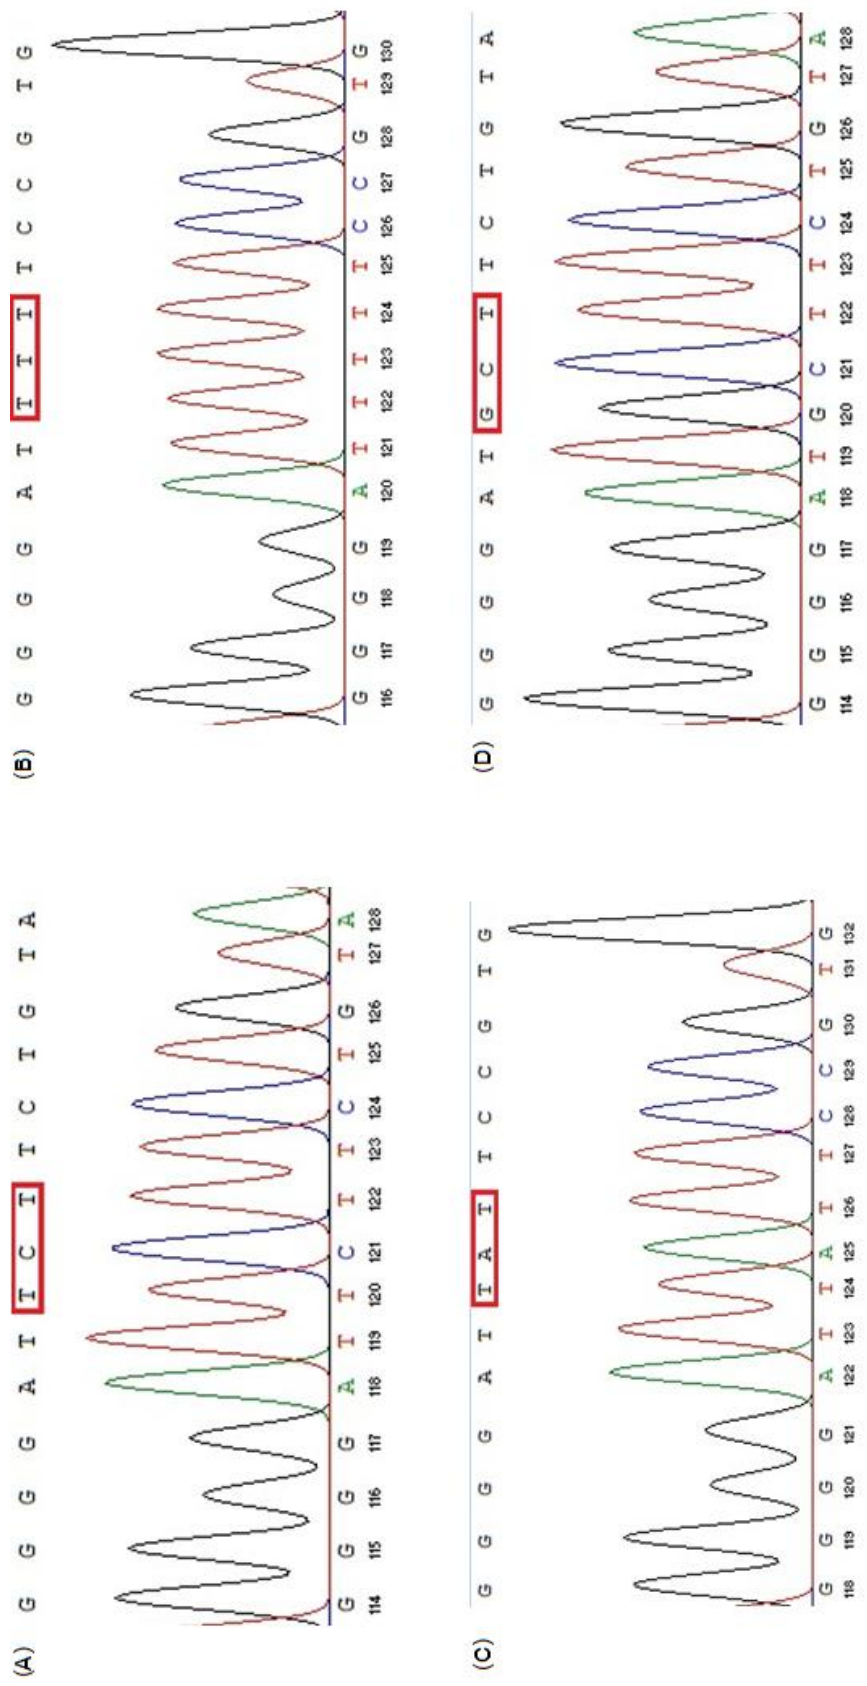 (A)
G G G G A T T C T T C T G T A
G G G G A T T C T T C T G T A
114 115 116 117 118 119 120 121 122 123 124 125 126 127 128
(B)
G G G G A T T T T T C C G T G
G G G G A T T T T T C C G T G
116 117 118 119 120 121 122 123 124 125 126 127 128 129 130
(C)
G G G G A T T A T T C C G T G
G G G G A T T A T T C C G T G
118 119 120 121 122 123 124 125 126 127 128 129 130 131 132
(D)
G G G G A T G C T T C T G T A
G G G G A T G C T T C T G T A
114 115 116 117 118 119 120 121 122 123 124 125 126 127 128